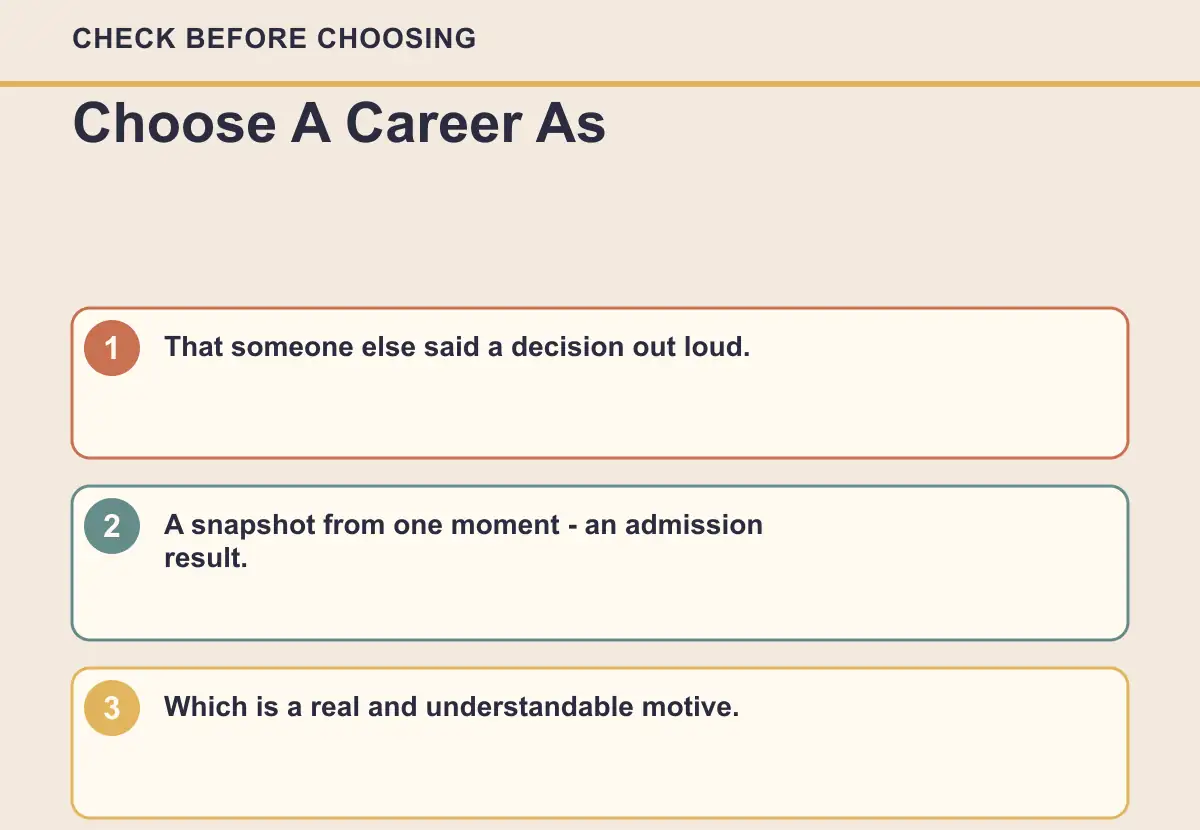 CHECK BEFORE CHOOSING
Choose A Career As
1
That someone else said a decision out loud.
2
A snapshot from one moment - an admission
result.
3
Which is a real and understandable motive.